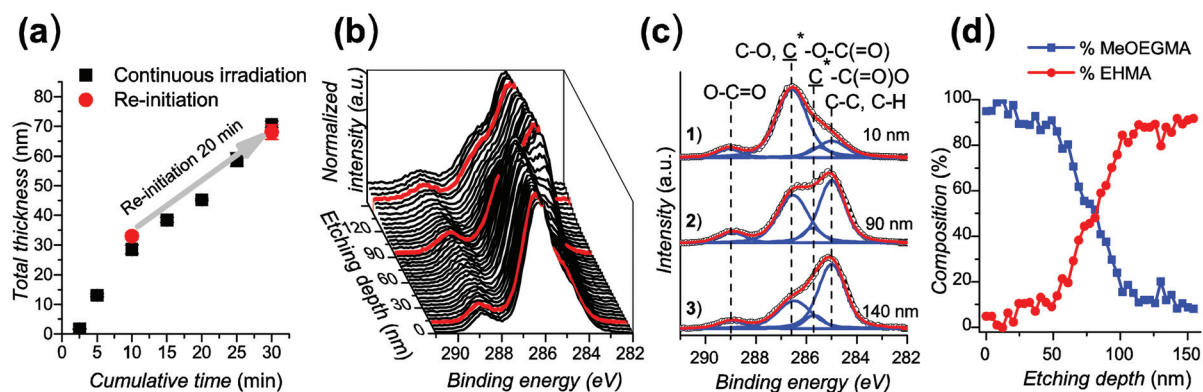 (a)
Continuous irradiation
Re-initiation
Re-initiation 20 min
Total thickness (nm)
80
70
60
50
40
30
20
10
0
0 5 10 15 20 25 30
Cumulative time (min)
(b)
Normalized
intensity (a.u.)
Etching depth (nm)
120
90
60
30
0
290 288 286 284 282
Binding energy (eV)
(c)
C-O, C*-O-C(=O)
C*-C(=O)O
O-C=O
C-C, C-H
1)
10 nm
2)
90 nm
3)
140 nm
Intensity (a.u.)
290 288 286 284 282
Binding energy (eV)
(d)
% MeOEGMA
% EHMA
Composition (%)
100
80
60
40
20
0
0 50 100 150
Etching depth (nm)